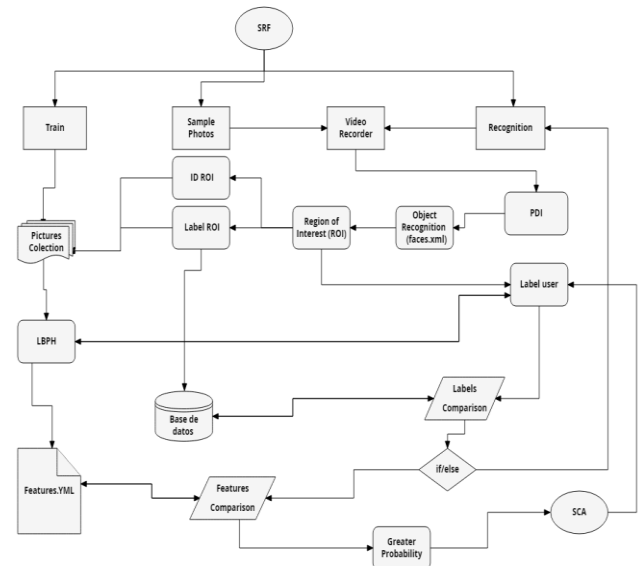 SRF
Train
Sample
Photos
Video
Recorder
Recognition
ID ROI
Pictures
Colection
Label ROI
Region of
Interest (ROI)
Object
Recognition
(faces.xml)
PDI
Label user
LBPH
Base de
datos
Labels
Comparison
if/else
Features.YML
Features
Comparison
SCA
Greater
Probability